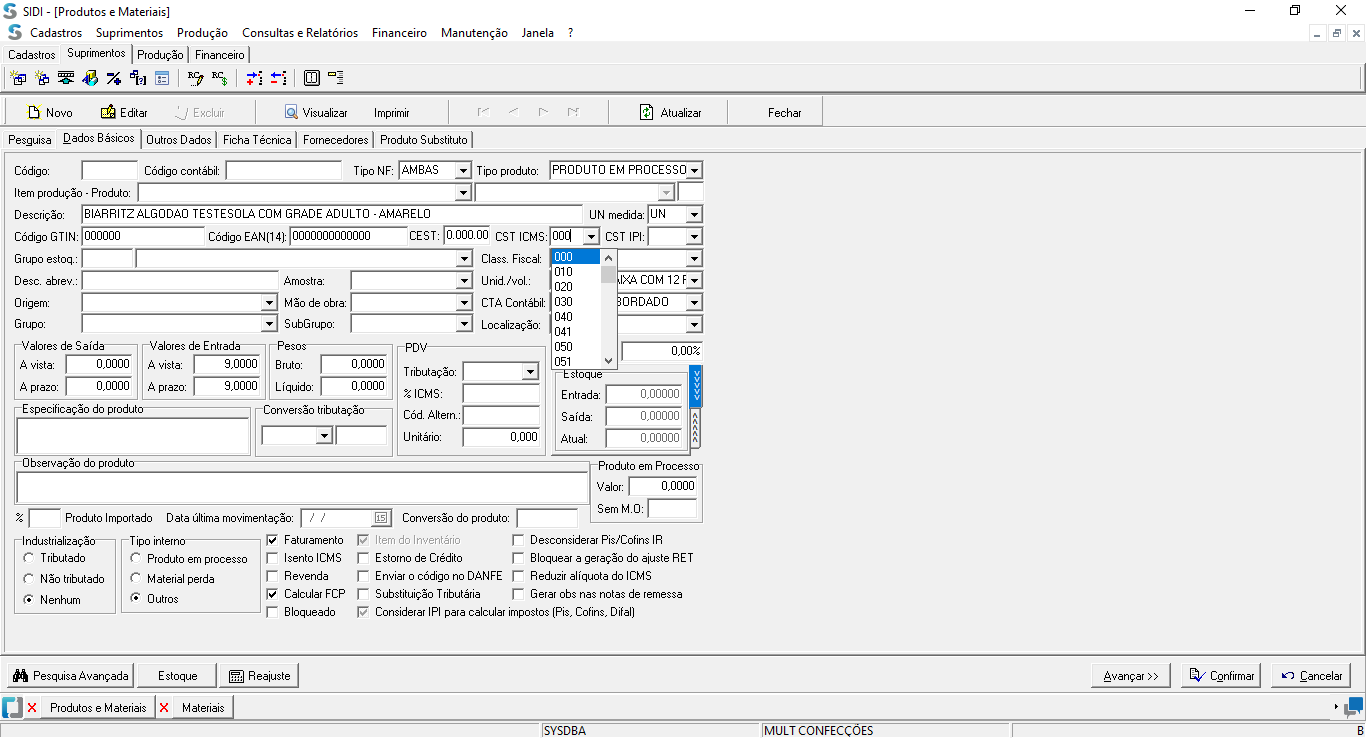 SIDI - [Produtos e Materiais]
Cadastros Suprimentos Produção Consultas e Relatórios Financeiro Manutenção Janela ?
Cadastros Suprimentos Produção Financeiro
Novo Editar Excluir Visualizar Imprimir Atualizar Fechar
Pesquisa Dados Básicos Outros Dados Ficha Técnica Fornecedores Produto Substituto
Código: Código contábil: Tipo NF: AMBAS Tipo produto: PRODUTO EM PROCESSO
Item produção - Produto:
Descrição: BIARRITZ ALGODAO TESTESOLA COM GRADE ADULTO - AMARELO UN medida: UN
Código GTIN: 000000 Código EAN(14): 0000000000000 CEST: 0.000.00 CST ICMS: 000 CST IPI:
Grupo estoq.: Class. Fiscal: 000
010
Desc. abrev.: Amostra: Unid./vol.: 020 AIXA COM 12 F
Origem: Mão de obra: CTA Contábil: 030 BORDADO
040
Grupo: SubGrupo: Localização: 041
050
051
Valores de Saída Valores de Entrada Pesos PDV
A vista: 0,0000 A vista: 9,0000 Bruto: 0,0000 0,00%
A prazo: 0,0000 A prazo: 9,0000 Líquido: 0,0000
Tributação:
% ICMS:
Cód. Altern.:
Unitário: 0,000
Estoque
Entrada: 0,00000
Saída: 0,00000
Atual: 0,00000
Especificação do produto Conversão tributação
Observação do produto
Produto em Processo
Valor: 0,0000
Sem M.O:
% Produto Importado Data última movimentação: / / 15 Conversão do produto:
Industrialização
Tributado
Não tributado
Nenhum
Tipo interno
Produto em processo
Material perda
Outros
Faturamento Item do Inventário Desconsiderar Pis/Cofins IR
Isento ICMS Estorno de Crédito Bloquear a geração do ajuste RET
Revenda Enviar o código no DANFE Reduzir alíquota do ICMS
Calcular FCP Substituição Tributária Gerar obs nas notas de remessa
Bloqueado Considerar IPI para calcular impostos (Pis, Cofins, Difal)
Pesquisa Avançada Estoque Reajuste Avançar >> Confirmar Cancelar
Produtos e Materiais Materiais
SYSDBA MULT CONFECÇÕES B